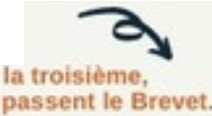 la troisième,
passent le Brevet.